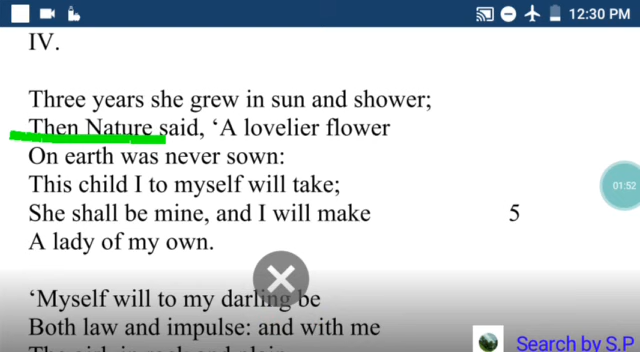 12:30 PM
IV.
Three years she grew in sun and shower;
Then Nature said, ‘A lovelier flower
On earth was never sown:
This child I to myself will take;
She shall be mine, and I will make 5
A lady of my own.
01:52
‘Myself will to my darling be
Both law and impulse: and with me
Search by S.P